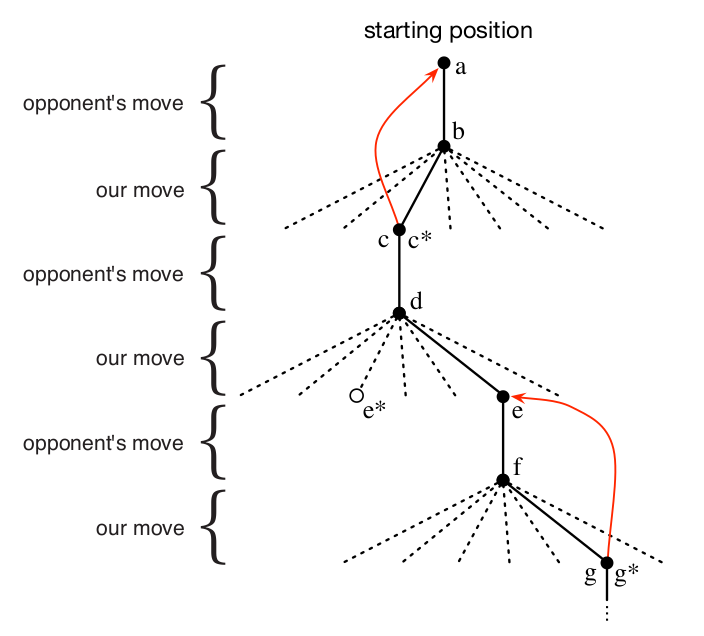 starting position
a
opponent's move
b
our move
c c*
opponent's move
d
our move
e*
e
opponent's move
f
our move
g g*